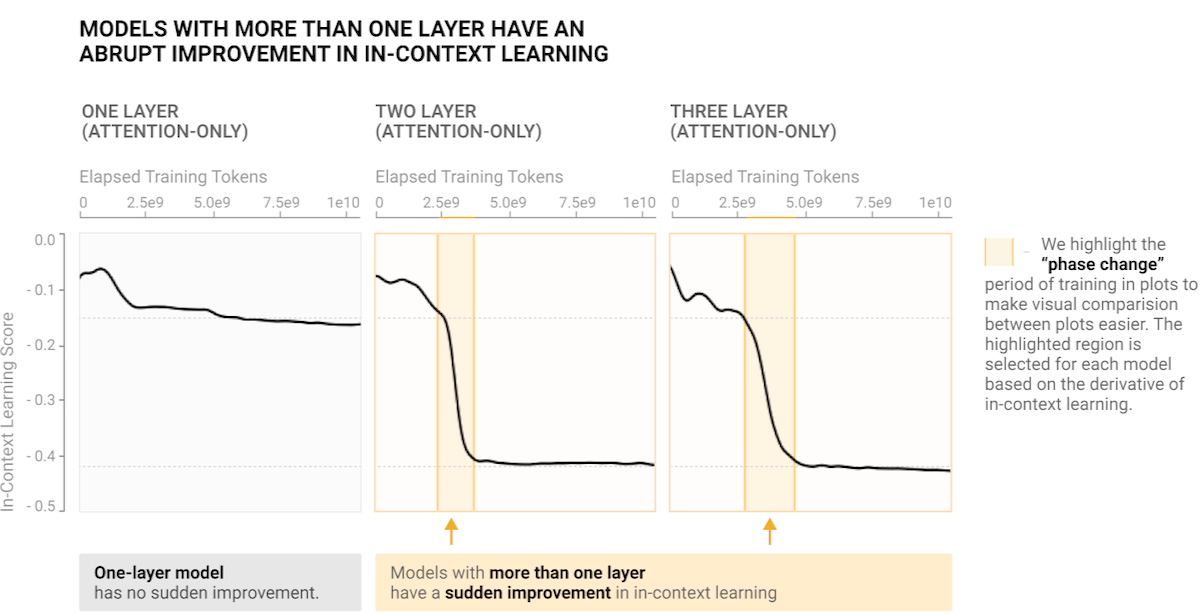 MODELS WITH MORE THAN ONE LAYER HAVE AN
ABRUPT IMPROVEMENT IN IN-CONTEXT LEARNING
ONE LAYER
(ATTENTION-ONLY)
Elapsed Training Tokens
0 2.5e9 5.0e9 7.5e9 1e10
TWO LAYER
(ATTENTION-ONLY)
Elapsed Training Tokens
0 2.5e9 5.0e9 7.5e9 1e10
THREE LAYER
(ATTENTION-ONLY)
Elapsed Training Tokens
0 2.5e9 5.0e9 7.5e9 1e10
In-Context Learning Score
0.0
- 0.1
- 0.2
- 0.3
- 0.4
- 0.5
We highlight the
“phase change”
period of training in plots to
make visual comparision
between plots easier. The
highlighted region is
selected for each model
based on the derivative of
in-context learning.
One-layer model
has no sudden improvement.
Models with more than one layer
have a sudden improvement in in-context learning